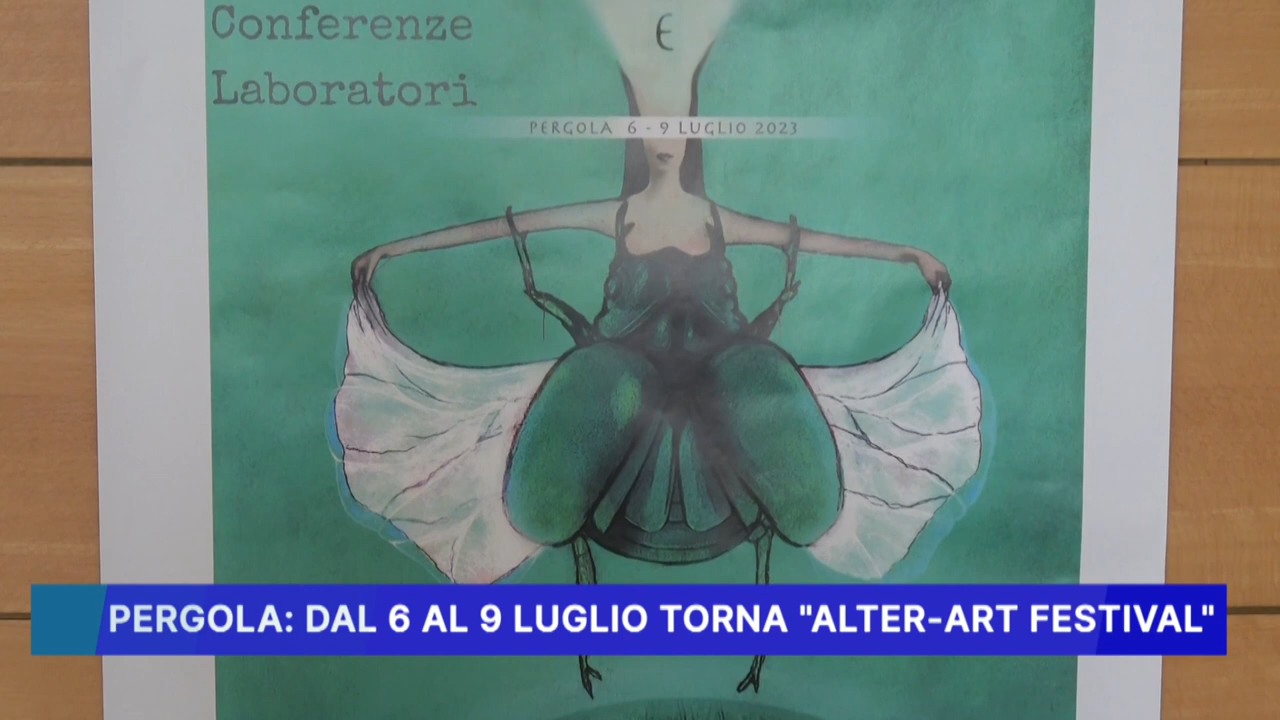 Conferenze
Laboratori
E
PERGOLA 6 - 9 LUGLIO 2023
PERGOLA: DAL 6 AL 9 LUGLIO TORNA "ALTER-ART FESTIVAL"